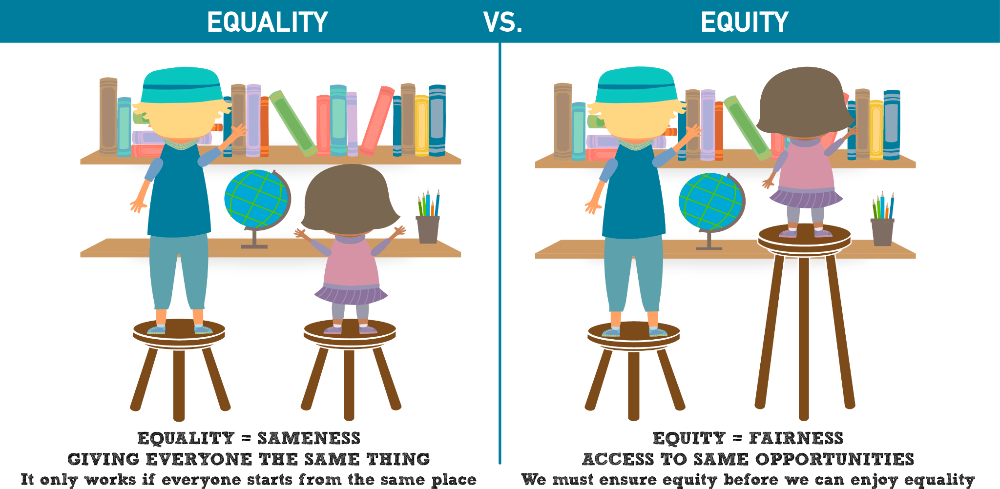 EQUALITY VS. EQUITY
EQUALITY = SAMENESS
GIVING EVERYONE THE SAME THING
It only works if everyone starts from the same place
EQUITY = FAIRNESS
ACCESS TO SAME OPPORTUNITIES
We must ensure equity before we can enjoy equality